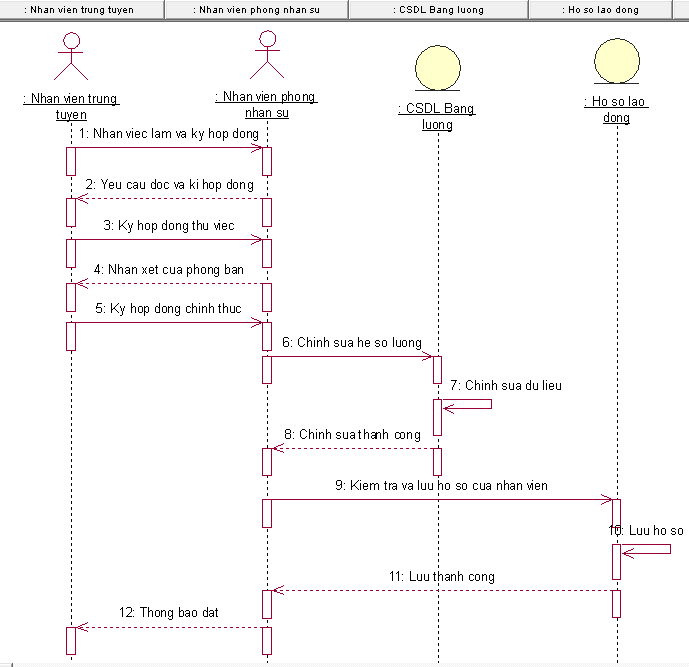 : Nhan vien trung tuyen
: Nhan vien phong nhan su
: CSDL Bang luong
: Ho so lao dong
: Nhan vien trung
tuyen
: Nhan vien phong
nhan su
: CSDL Bang
luong
: Ho so lao
dong
1: Nhan viec lam va ky hop dong
2: Yeu cau doc va ki hop dong
3: Ky hop dong thu viec
4: Nhan xet cua phong ban
5: Ky hop dong chinh thuc
6: Chinh sua he so luong
7: Chinh sua du lieu
8: Chinh sua thanh cong
9: Kiem tra va luu ho so cua nhan vien
10: Luu ho so
11: Luu thanh cong
12: Thong bao dat